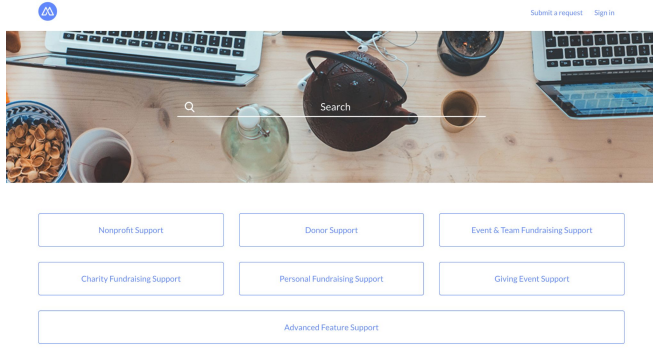 Submit a request Sign in
Search
Nonprofit Support Donor Support Event & Team Fundraising Support
Charity Fundraising Support Personal Fundraising Support Giving Event Support
Advanced Feature Support